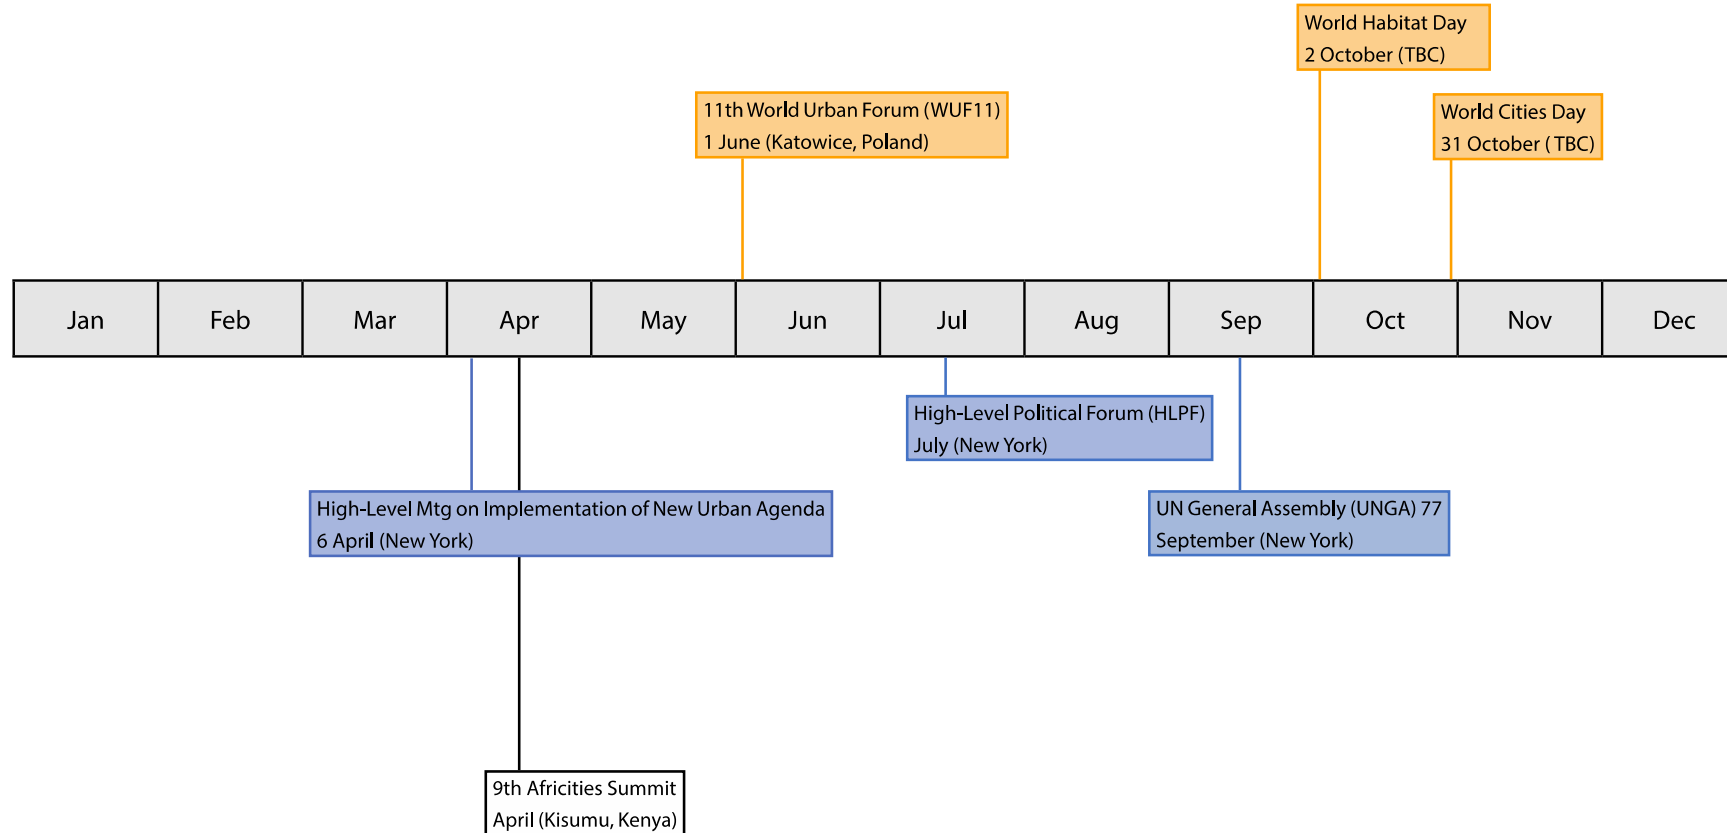 World Habitat Day
2 October (TBC)
11th World Urban Forum (WUF11)
1 June (Katowice, Poland)
World Cities Day
31 October ( TBC)
Jan Feb Mar Apr May Jun Jul Aug Sep Oct Nov Dec
High-Level Political Forum (HLPF)
July (New York)
High-Level Mtg on Implementation of New Urban Agenda
6 April (New York)
UN General Assembly (UNGA) 77
September (New York)
9th Africities Summit
April (Kisumu, Kenya)